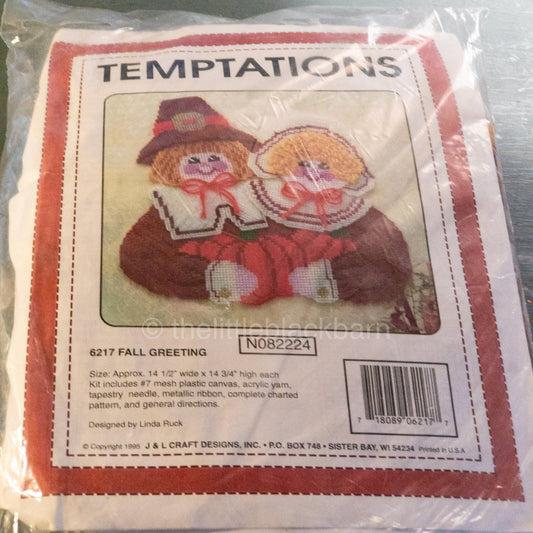 TEMPTATIONS
© thelittleblackbarn
6217 FALL GREETING
N082224
Size: Approx. 14 1/2" wide x 14 3/4" high each
Kit includes #7 mesh plastic canvas, acrylic yarn,
tapestry needle, metallic ribbon, complete charted
pattern, and general directions.
Designed by Linda Ruck
7 18089 06217 7
© Copyright 1995 J & L CRAFT DESIGNS, INC. • P.O. BOX 748 • SISTER BAY, WI 54234 Printed in U.S.A